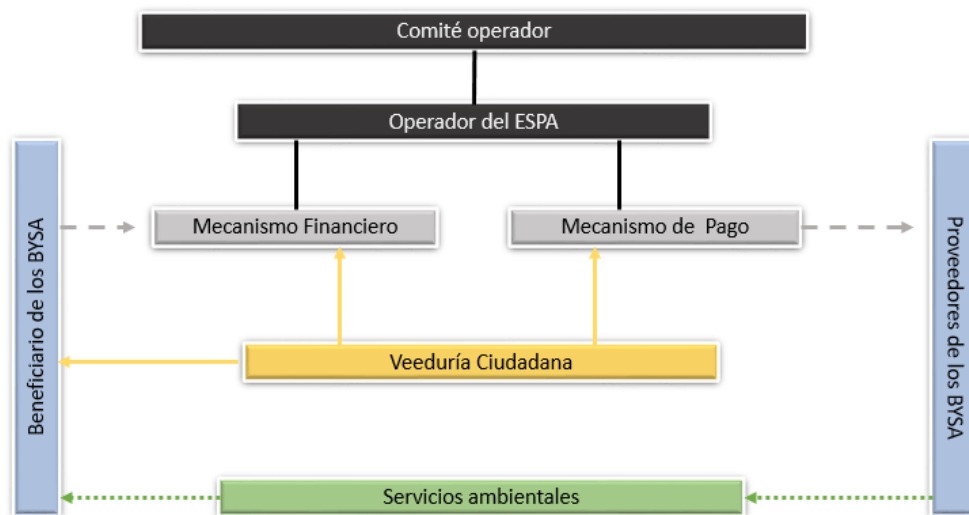 Comité operador
Operador del ESPA
Beneficiario de los BYSA
Mecanismo Financiero
Mecanismo de Pago
Proveedores de los BYSA
Veeduría Ciudadana
Servicios ambientales